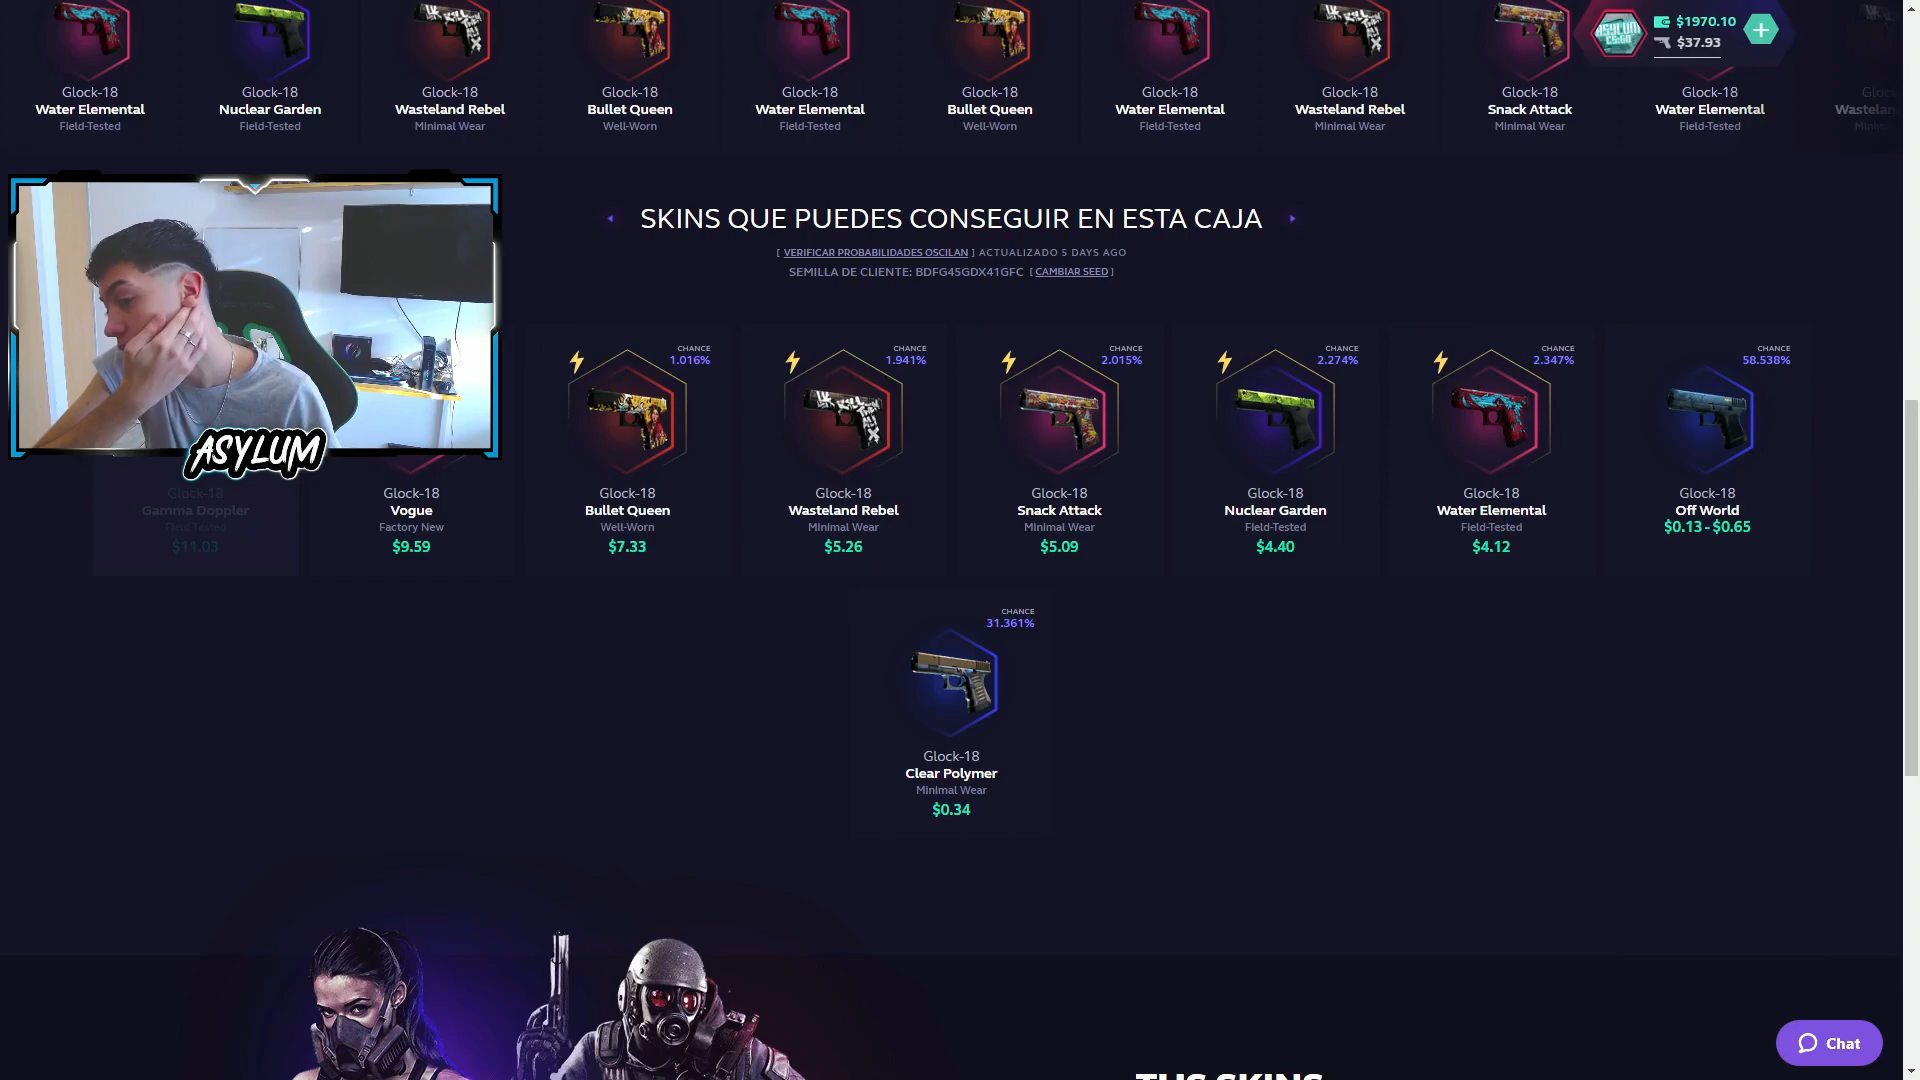 $1970.10
$37.93
Glock-18
Water Elemental
Field-Tested
Glock-18
Nuclear Garden
Field-Tested
Glock-18
Wasteland Rebel
Minimal Wear
Glock-18
Bullet Queen
Well-Worn
Glock-18
Water Elemental
Field-Tested
Glock-18
Bullet Queen
Well-Worn
Glock-18
Water Elemental
Field-Tested
Glock-18
Wasteland Rebel
Minimal Wear
Glock-18
Snack Attack
Minimal Wear
Glock-18
Water Elemental
Field-Tested
SKINS QUE PUEDES CONSEGUIR EN ESTA CAJA
[ VERIFICAR PROBABILIDADES OSCILAN ] ACTUALIZADO 5 DAYS AGO
SEMILLA DE CLIENTE: BDFG45GDX41GFC [ CAMBIAR SEED ]
ASYLUM
Glock-18
Gamma Doppler
Field-Tested
$11.03
Glock-18
Vogue
Factory New
$9.59
CHANCE
1.016%
Glock-18
Bullet Queen
Well-Worn
$7.33
CHANCE
1.941%
Glock-18
Wasteland Rebel
Minimal Wear
$5.26
CHANCE
2.015%
Glock-18
Snack Attack
Minimal Wear
$5.09
CHANCE
2.274%
Glock-18
Nuclear Garden
Field-Tested
$4.40
CHANCE
2.347%
Glock-18
Water Elemental
Field-Tested
$4.12
CHANCE
58.538%
Glock-18
Off World
$0.13 - $0.65
CHANCE
31.361%
Glock-18
Clear Polymer
Minimal Wear
$0.34
TUS SKINS
Chat